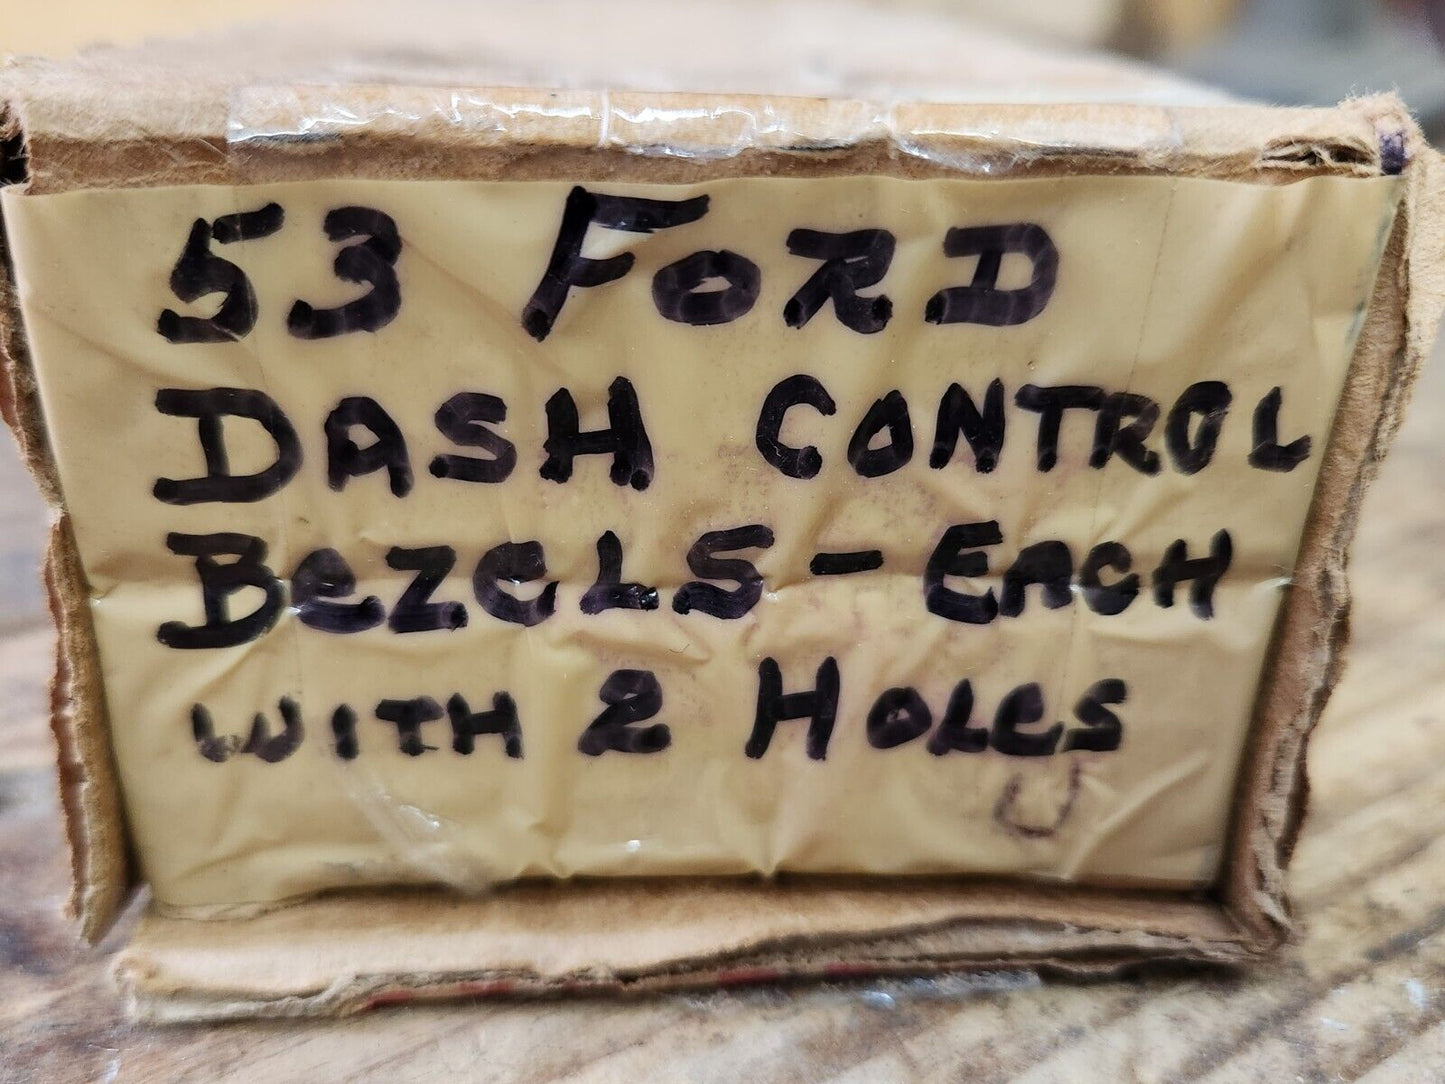 53 FORD
DASH CONTROL
BezeLS - EACH
WITH 2 HOLeS